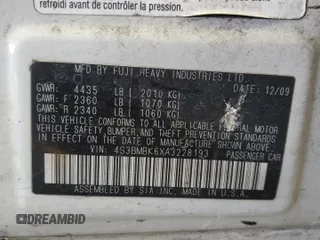 refroidi avant de contrôler la pression.
MFD BY FUJI HEAVY INDUSTRIES LTD.
GVWR: 4435 LB ( 2010 KG) DATE: 12/09
GAWR: F 2360 LB ( 1070 KG)
GAWR: R 2340 LB ( 1060 KG)
THIS VEHICLE CONFORMS TO ALL APPLICABLE
FEDERAL MOTOR VEHICLE SAFETY, BUMPER, AND
THEFT PREVENTION STANDARDS IN EFFECT ON
THE DATE OF MANUFACTURE SHOWN ABOVE.
VIN: 4S3BMBK6XA3228193 PASSENGER CAR
ASSEMBLED BY SIA INC, MADE IN U.S.A.
AUTOBIDMASTER